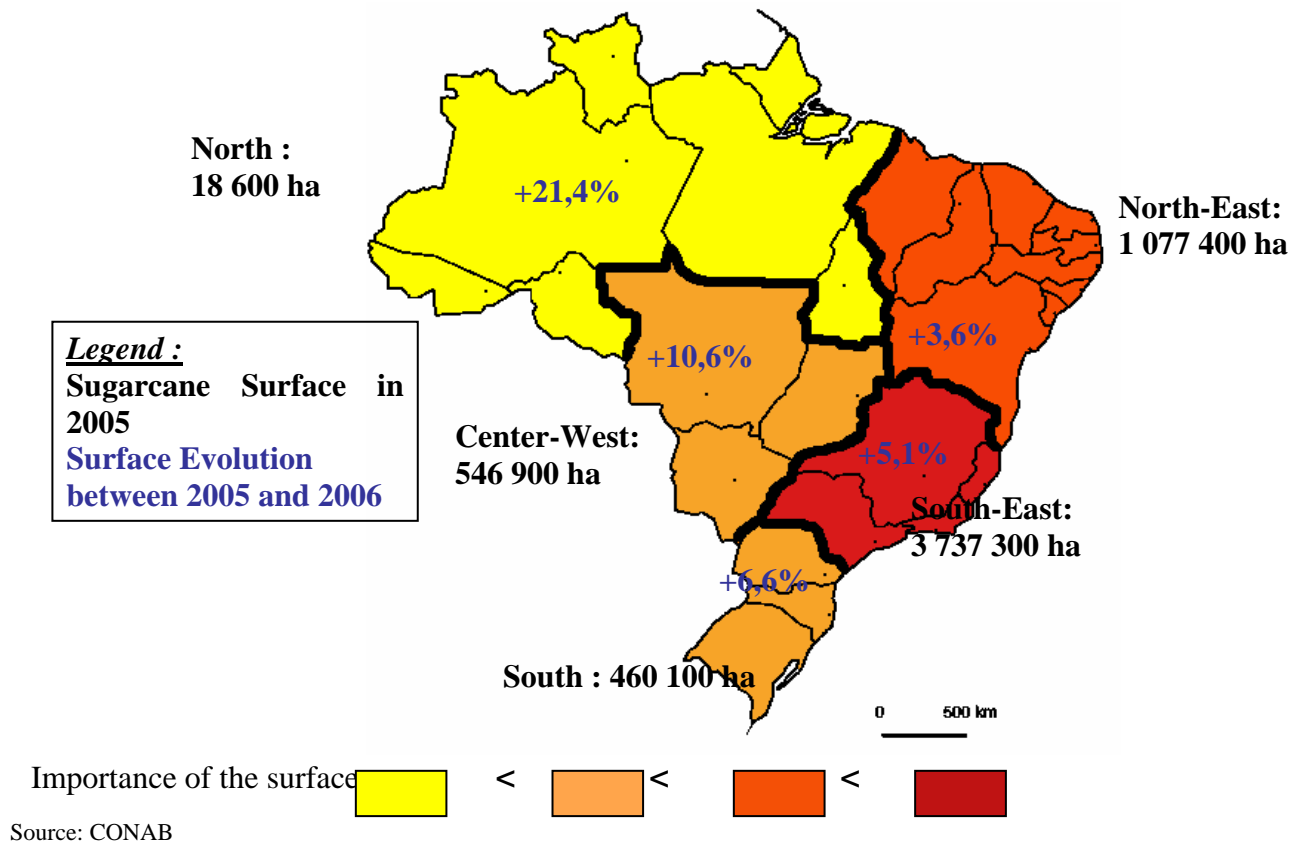 North :
18 600 ha
+21,4%
North-East:
1 077 400 ha
Legend :
Sugarcane Surface in
2005
Surface Evolution
between 2005 and 2006
+10,6%
+3,6%
Center-West:
546 900 ha
+5,1%
South-East:
3 737 300 ha
+6,6%
South : 460 100 ha
0 500 km
Importance of the surface < < <
Source: CONAB